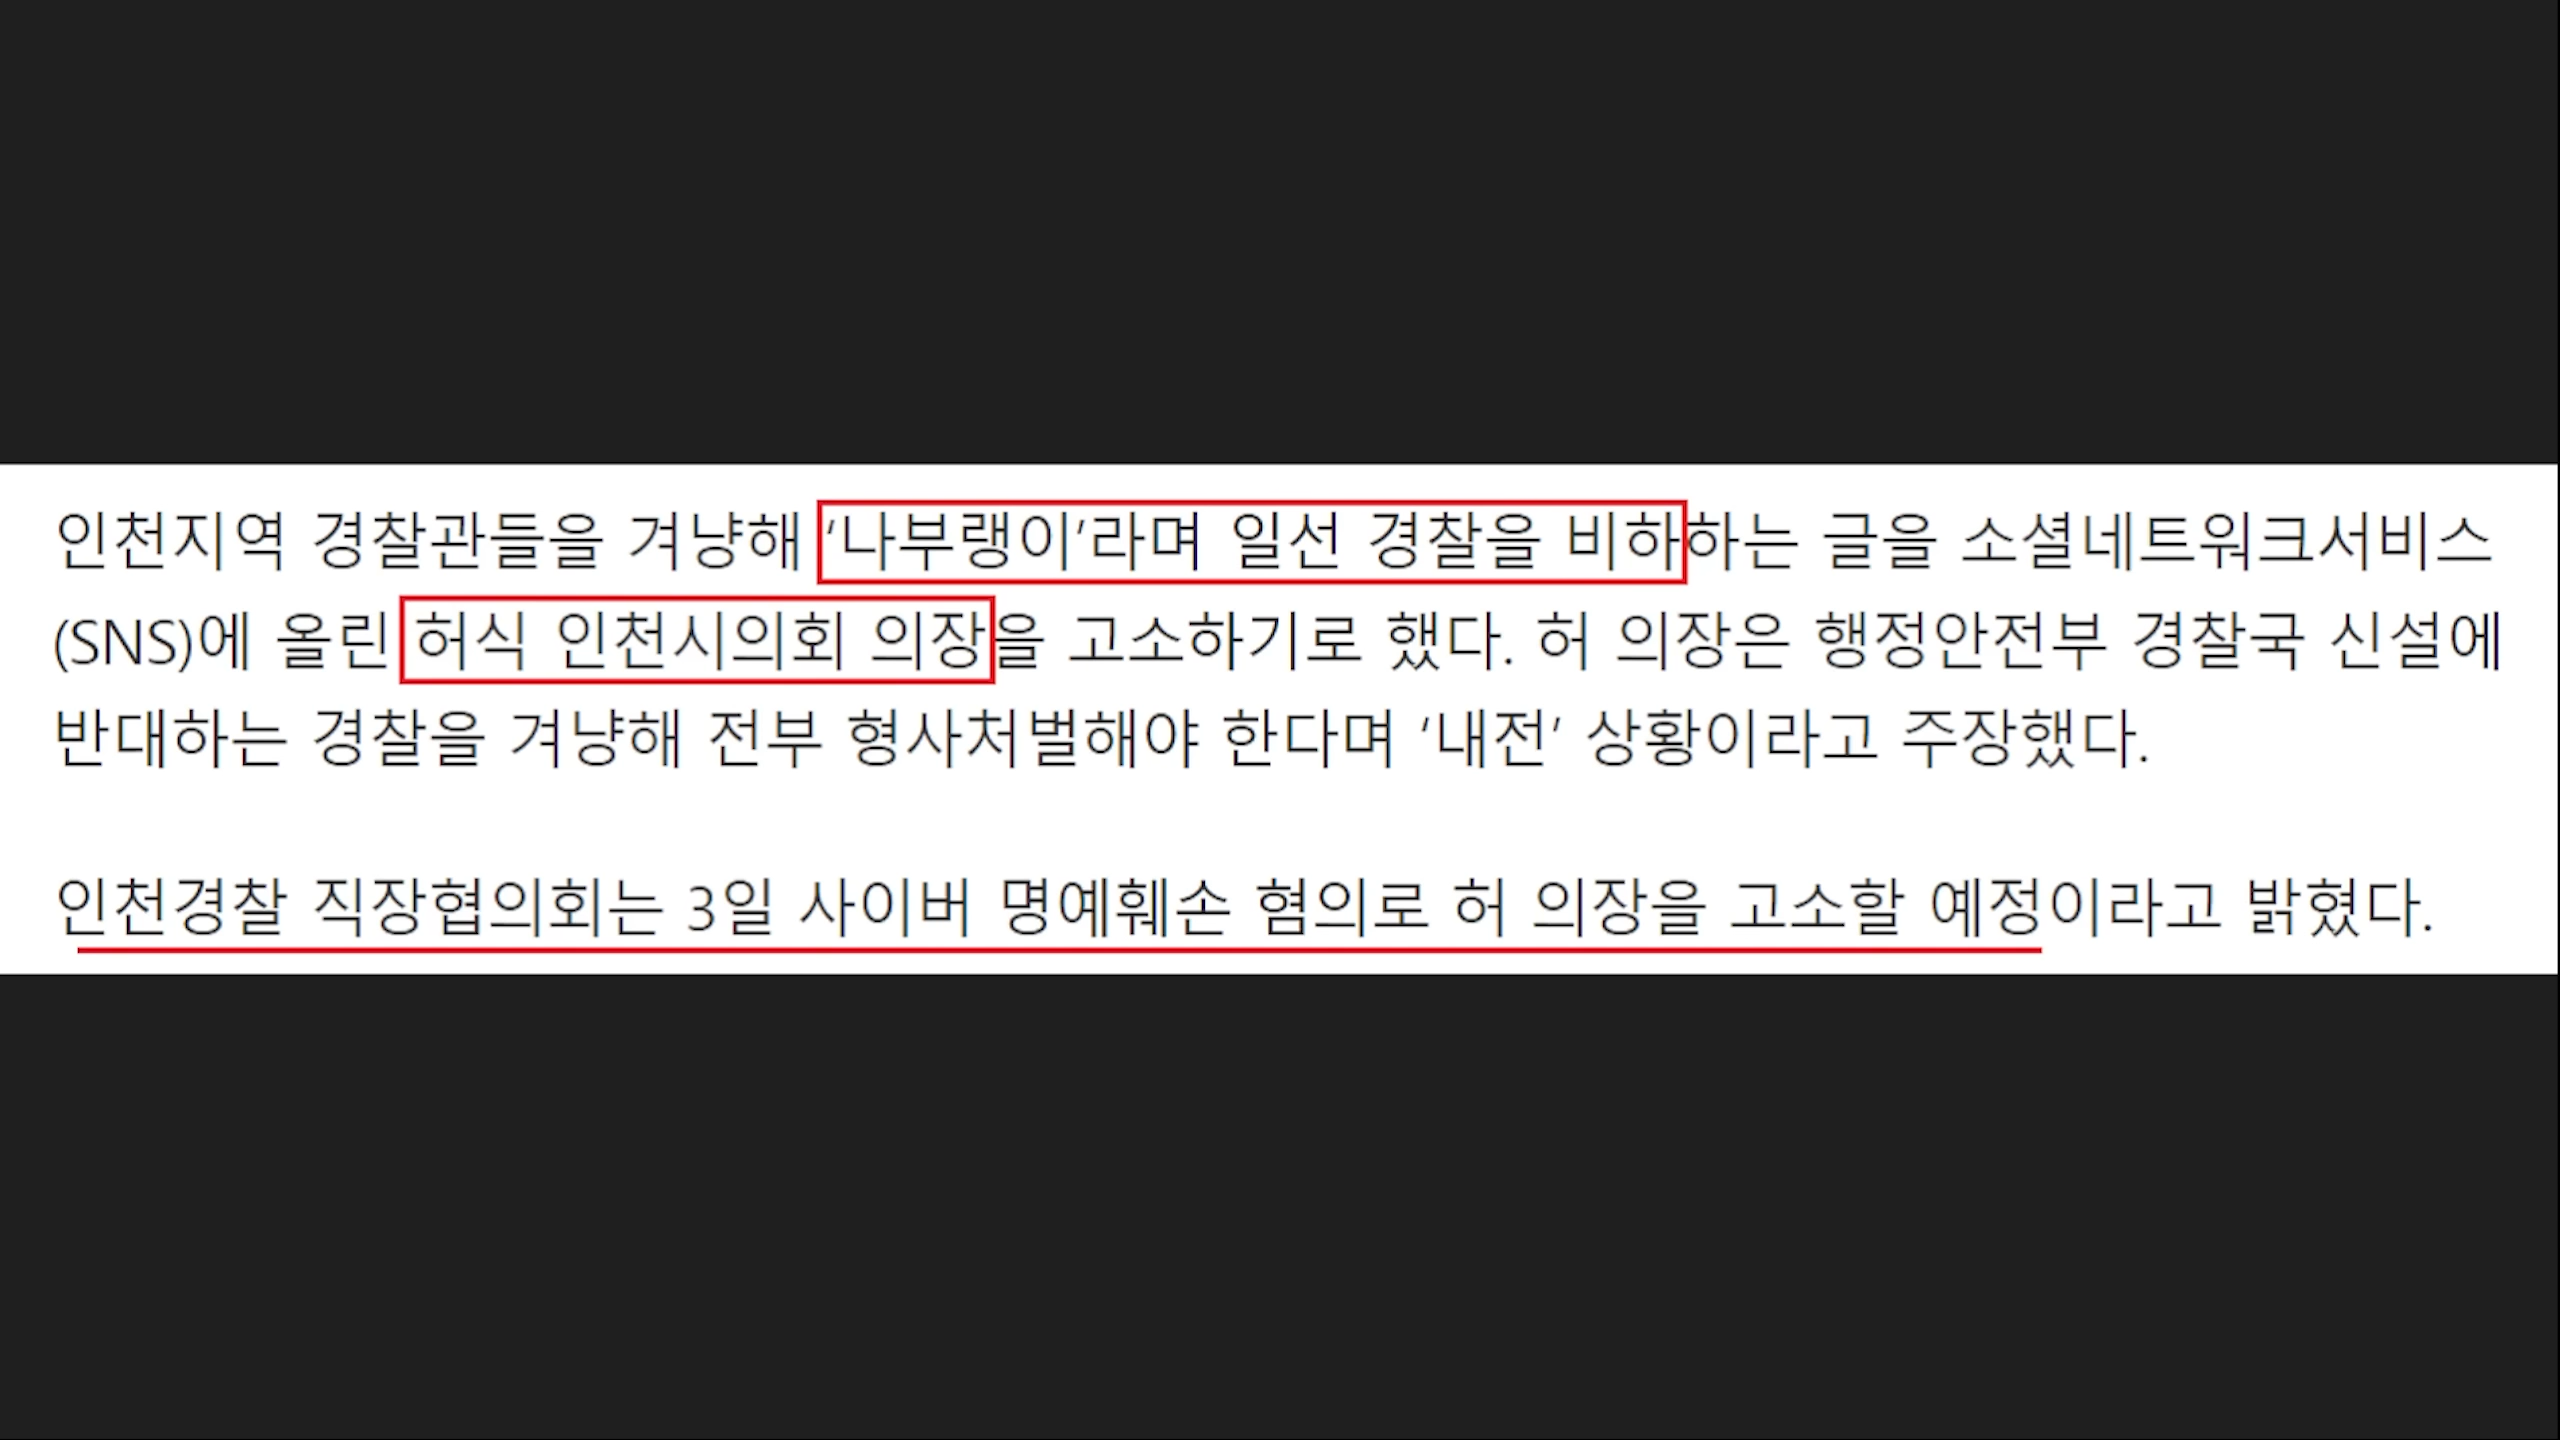 인천지역 경찰관들을 겨냥해 ‘나부랭이’라며 일선 경찰을 비하하는 글을 소셜네트워크서비스
(SNS)에 올린 허식 인천시의회 의장을 고소하기로 했다. 허 의장은 행정안전부 경찰국 신설에
반대하는 경찰을 겨냥해 전부 형사처벌해야 한다며 ‘내전’ 상황이라고 주장했다.
인천경찰 직장협의회는 3일 사이버 명예훼손 혐의로 허 의장을 고소할 예정이라고 밝혔다.